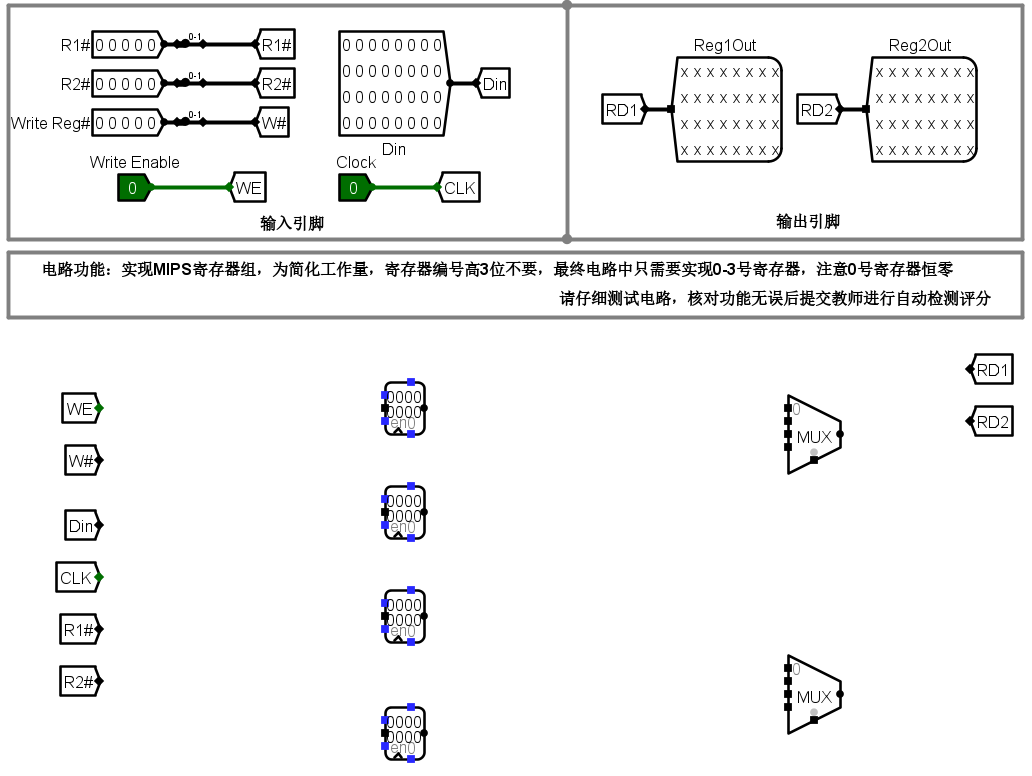 R1# 0 0 0 0 0 0-1 R1#
R2# 0 0 0 0 0 0-1 R2#
Write Reg# 0 0 0 0 0 0-1 W#
Write Enable
0 WE
0 0 0 0 0 0 0 0
0 0 0 0 0 0 0 0
0 0 0 0 0 0 0 0
0 0 0 0 0 0 0 0
Din
Din
Clock
0 CLK
输入引脚
Reg1Out
RD1
x x x x x x x x
x x x x x x x x
x x x x x x x x
x x x x x x x x
Reg2Out
RD2
x x x x x x x x
x x x x x x x x
x x x x x x x x
x x x x x x x x
输出引脚
电路功能：实现MIPS寄存器组，为简化工作量，寄存器编号高3位不要，最终电路中只需要实现0-3号寄存器，注意0号寄存器恒零
请仔细测试电路，核对功能无误后提交教师进行自动检测评分
WE
W#
Din
CLK
R1#
R2#
0000
0000
en0
0000
0000
en0
0000
0000
en0
0000
0000
en0
0
MUX
0
MUX
RD1
RD2